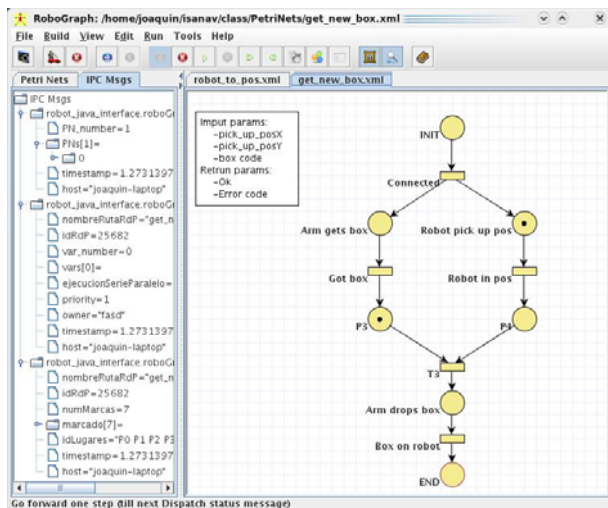 RoboGraph: /home/joaquin/isanav/class/PetriNets/get_new_box.xml
File Build View Edit Run Tools Help
Petri Nets IPC Msgs
robot_to_pos.xml get_new_box.xml
IPC Msgs
robot_java_interface.roboGr
PN_number=1
PNs[1]=
0
timestamp=1.2731397
host="joaquin-laptop"
robot_java_interface.roboGr
nombreRutaRdP="get_n
idRdP=25682
var_number=0
vars[0]=
ejecucionSerieParalelo=
priority=1
owner="fasd"
timestamp=1.2731397
host="joaquin-laptop"
robot_java_interface.roboGr
nombreRutaRdP="get_n
idRdP=25682
numMarcas=7
marcado[7]=
idLugares="P0 P1 P2 P3
timestamp=1.2731397
host="joaquin-laptop"
Imput params:
-pick_up_posX
-pick_up_posY
-box code
Retrun params:
-Ok
-Error code
INIT
Connected
Arm gets box
Robot pick up pos
Got box
Robot in pos
P3
P4
T3
Arm drops box
Box on robot
END
Go forward one step (till next Dispatch status message)